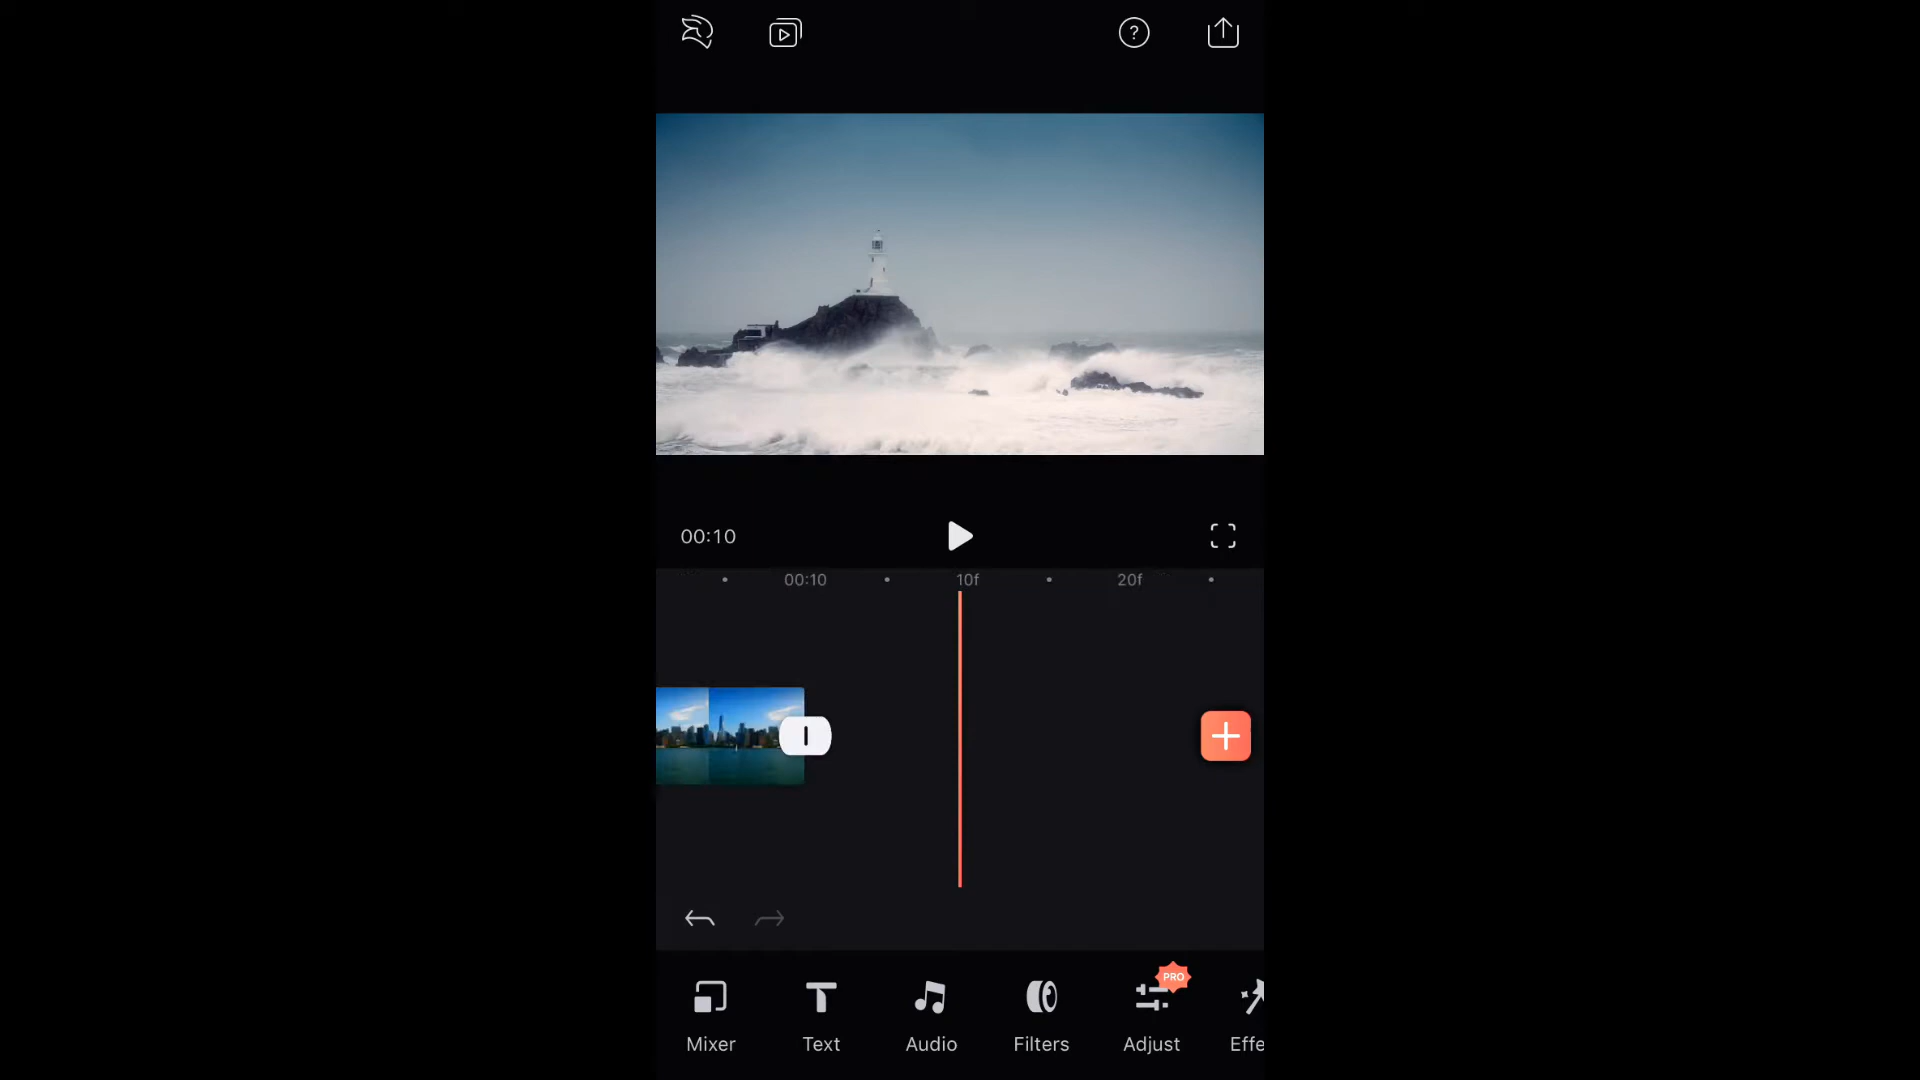 ?
00:10
00:10
10f
20f
PRO
Mixer
Text
Audio
Filters
Adjust
Effe